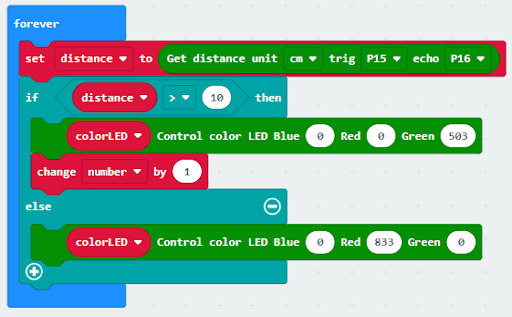 forever
set distance to Get distance unit cm trig P15 echo P16
if distance > 10 then
colorLED Control color LED Blue 0 Red 0 Green 503
change number by 1
else
colorLED Control color LED Blue 0 Red 833 Green 0